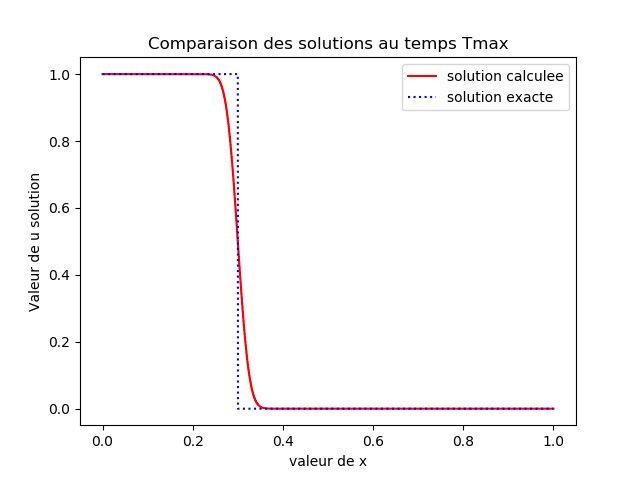 Comparaison des solutions au temps Tmax
solution calculee
solution exacte
1.0
0.8
0.6
0.4
0.2
0.0
Valeur de u solution
0.0 0.2 0.4 0.6 0.8 1.0
valeur de x